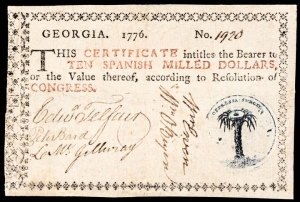 GEORGIA. 1776. No. 1920
THIS CERTIFICATE intitles the Bearer to
TEN SPANISH MILLED DOLLARS,
or the Value thereof, according to Resolution of
CONGRESS.
Edwd Telfair